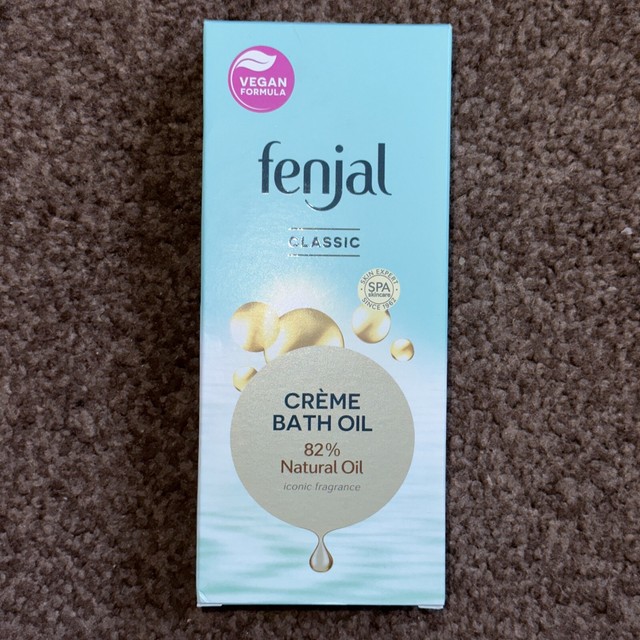 VEGAN
FORMULA
fenjal
CLASSIC
SKIN EXPERT
SPA
skincare
SINCE 1962
CRÈME
BATH OIL
82%
Natural Oil
iconic fragrance